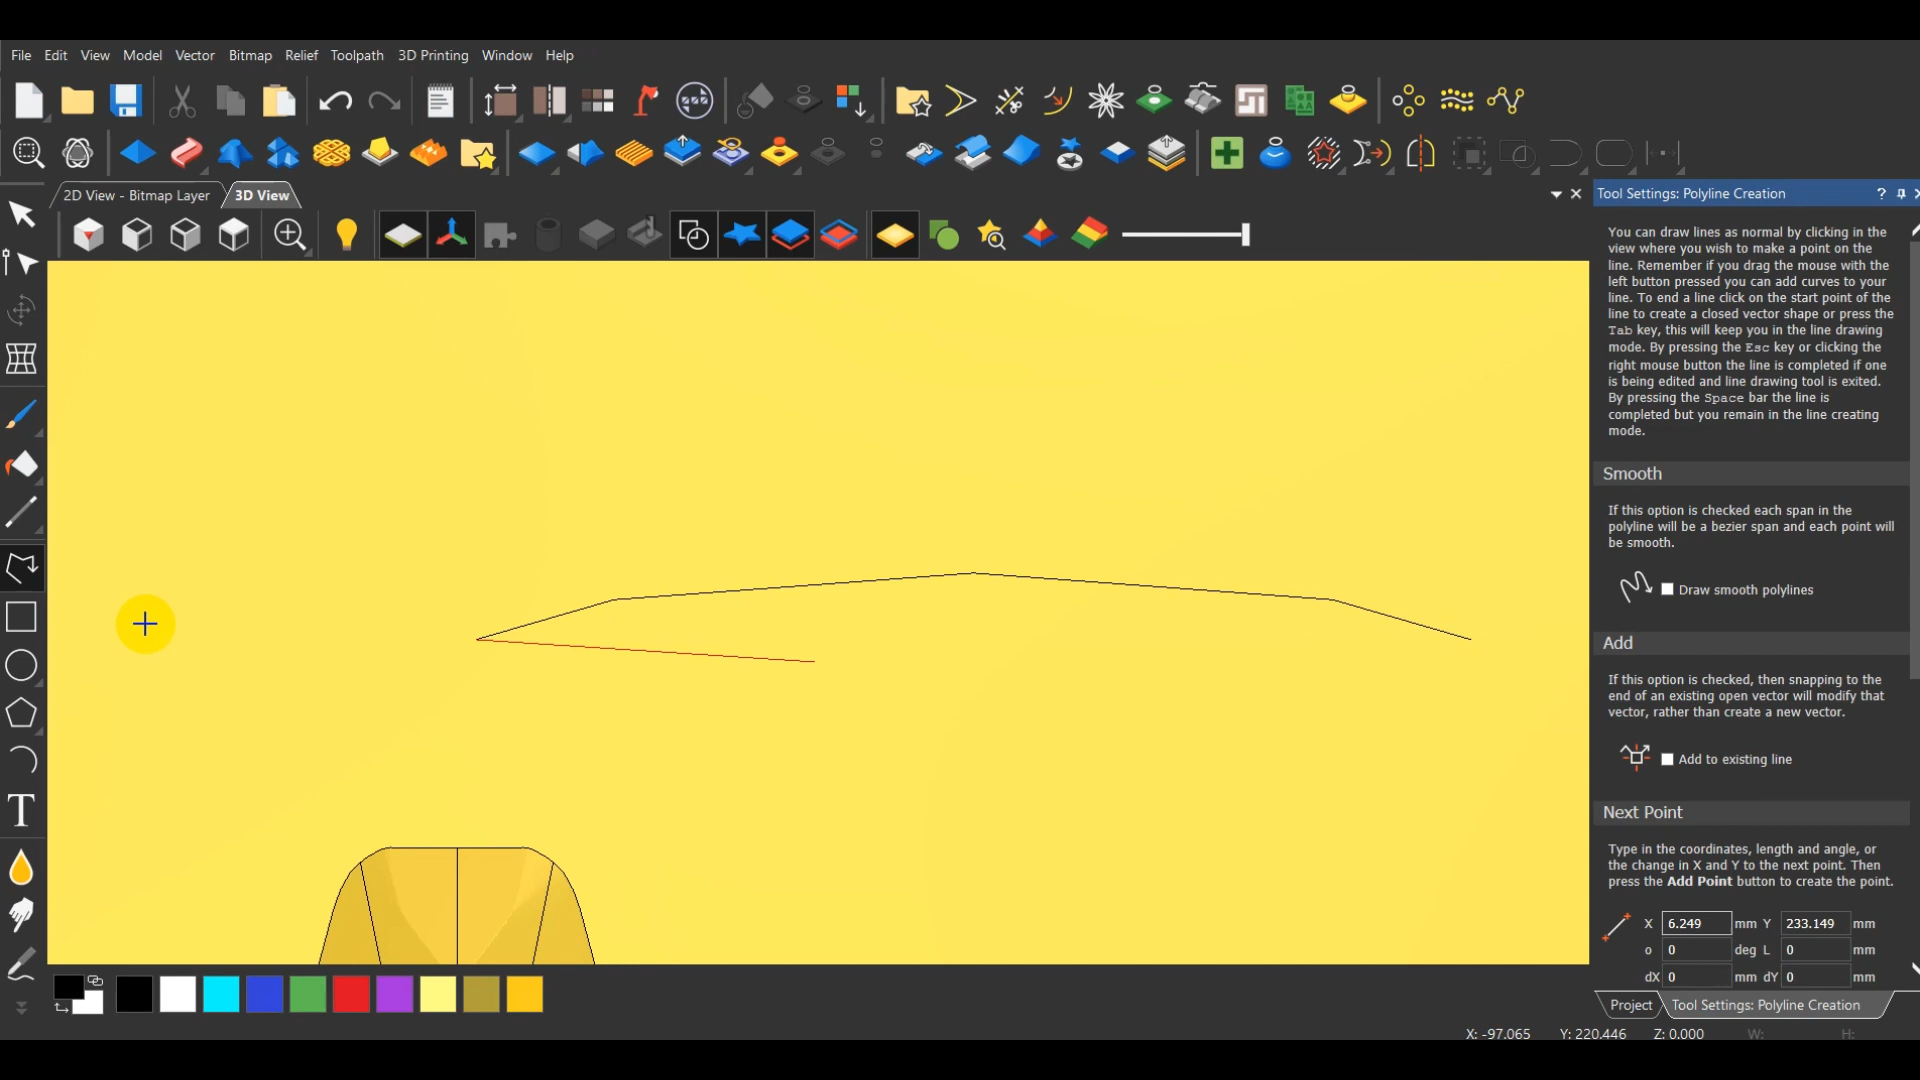 File Edit View Model Vector Bitmap Relief Toolpath 3D Printing Window Help
2D View - Bitmap Layer 3D View
Tool Settings: Polyline Creation ?
You can draw lines as normal by clicking in the
view where you wish to make a point on the
line. Remember if you drag the mouse with the
left button pressed you can add curves to your
line. To end a line click on the start point of the
line to create a closed vector shape or press the
Tab key, this will keep you in the line drawing
mode. By pressing the Esc key or clicking the
right mouse button the line is completed if one
is being edited and line drawing tool is exited.
By pressing the Space bar the line is
completed but you remain in the line creating
mode.
Smooth
If this option is checked each span in the
polyline will be a bezier span and each point will
be smooth.
Draw smooth polylines
Add
If this option is checked, then snapping to the
end of an existing open vector will modify that
vector, rather than create a new vector.
Add to existing line
Next Point
Type in the coordinates, length and angle, or
the change in X and Y to the next point. Then
press the Add Point button to create the point.
X 6.249 mm Y 233.149 mm
o 0 deg L 0 mm
dX 0 mm dY 0 mm
Project Tool Settings: Polyline Creation
X: -97.065 Y: 220.446 Z: 0.000 W: H:
T